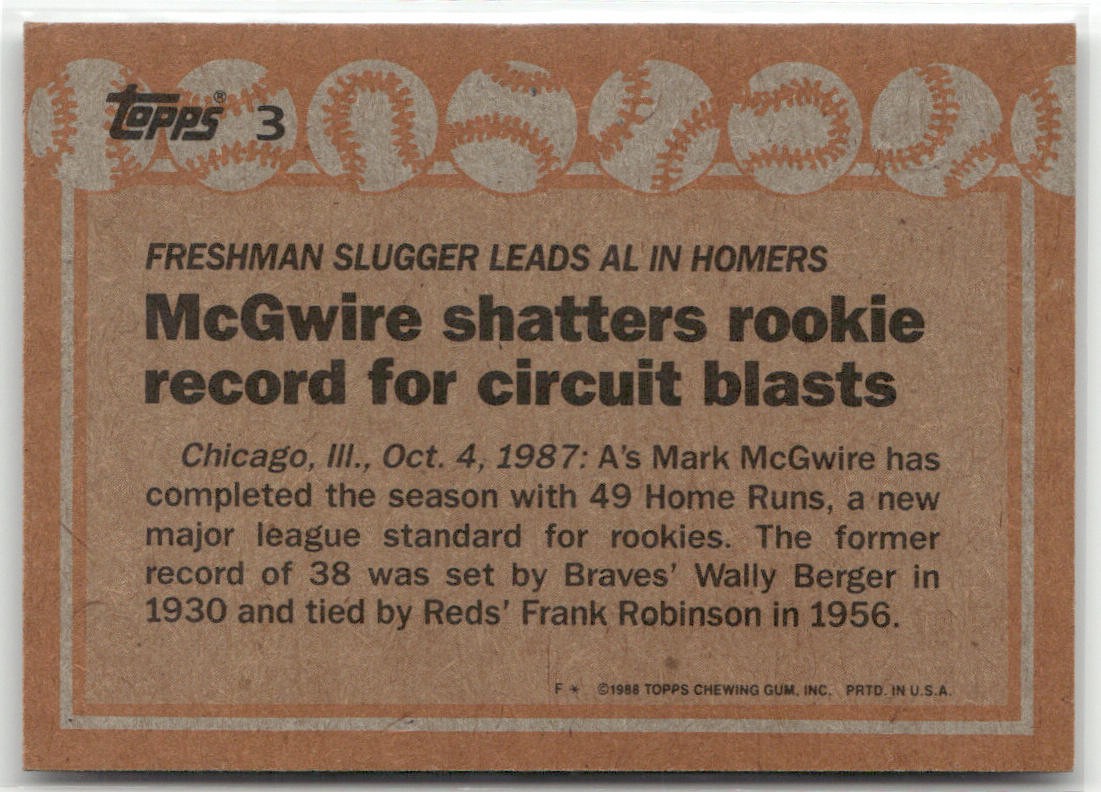 Topps® 3
FRESHMAN SLUGGER LEADS AL IN HOMERS
McGwire shatters rookie
record for circuit blasts
Chicago, Ill., Oct. 4, 1987: A's Mark McGwire has
completed the season with 49 Home Runs, a new
major league standard for rookies. The former
record of 38 was set by Braves' Wally Berger in
1930 and tied by Reds' Frank Robinson in 1956.
F * ©1988 TOPPS CHEWING GUM, INC. PRTD. IN U.S.A.